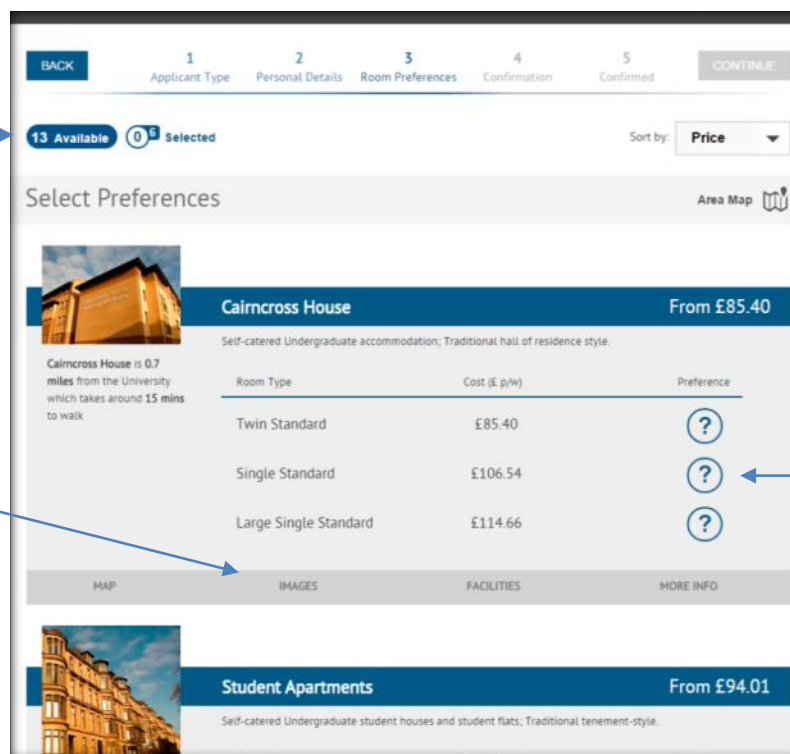 BACK
1
Applicant Type
2
Personal Details
3
Room Preferences
4
Confirmation
5
Confirmed
CONTINUE
13 Available 0 6 Selected
Sort by: Price
Select Preferences
Area Map
Cairncross House From £85.40
Self-catered Undergraduate accommodation; Traditional hall of residence style.
Cairncross House is 0.7
miles from the University
which takes around 15 mins
to walk
Room Type Cost (£ p/w) Preference
Twin Standard £85.40 ?
Single Standard £106.54 ?
Large Single Standard £114.66 ?
MAP IMAGES FACILITIES MORE INFO
Student Apartments From £94.01
Self-catered Undergraduate student houses and student flats; Traditional tenement-style.